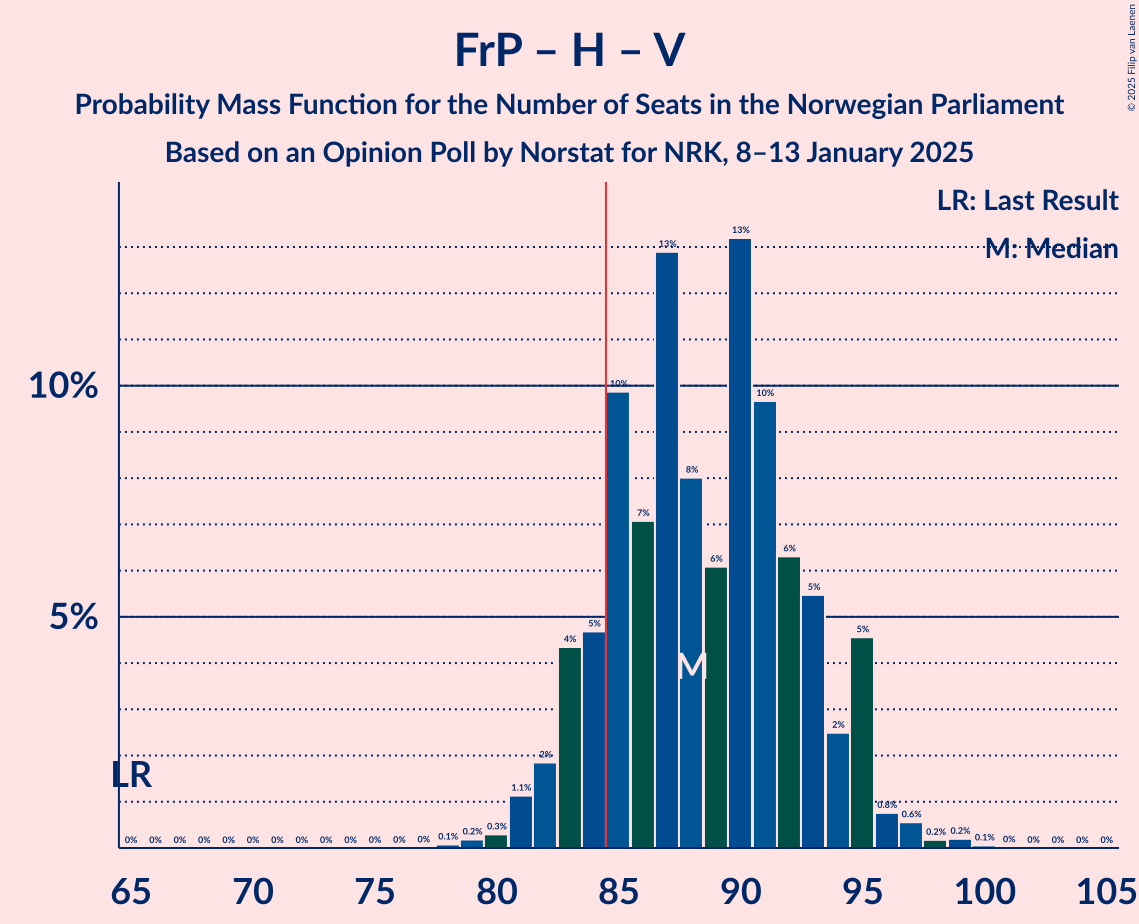 FrP – H – V
Probability Mass Function for the Number of Seats in the Norwegian Parliament
Based on an Opinion Poll by Norstat for NRK, 8–13 January 2025
© 2025 Filip van Laenen
LR: Last Result
M: Median
10%
5%
LR
M
0% 0% 0% 0% 0% 0% 0% 0% 0% 0% 0% 0% 0% 0.1% 0.2% 0.3% 1.1% 2% 4% 5% 10% 7% 13% 8% 6% 13% 10% 6% 5% 2% 5% 0.8% 0.6% 0.2% 0.2% 0.1% 0% 0% 0% 0% 0%
65 70 75 80 85 90 95 100 105